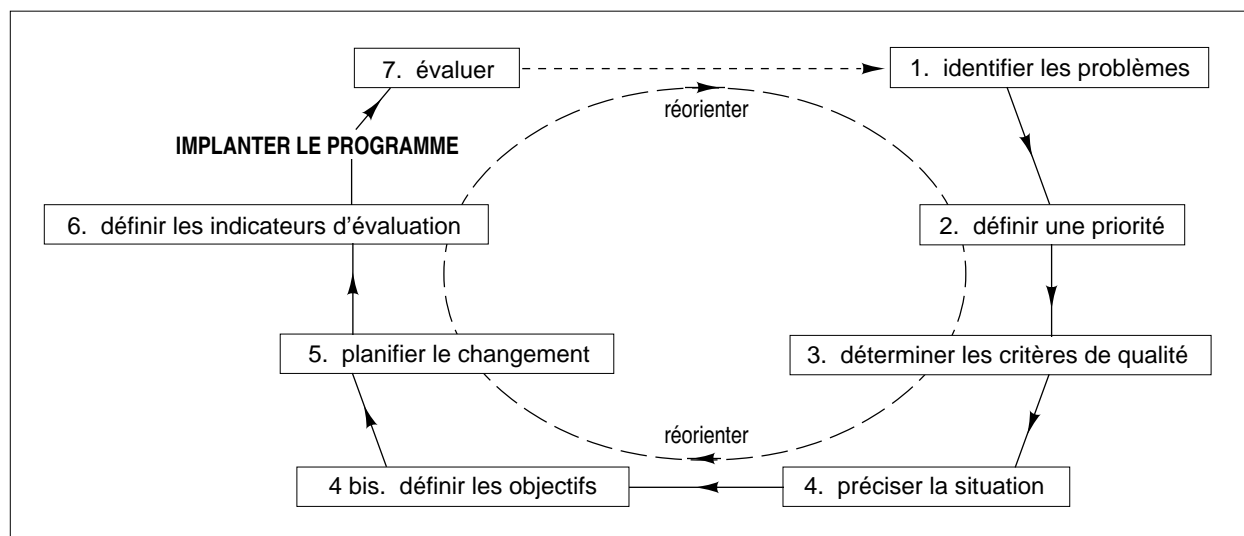 7. évaluer
1. identifier les problèmes
réorienter
IMPLANTER LE PROGRAMME
6. définir les indicateurs d'évaluation
2. définir une priorité
5. planifier le changement
3. déterminer les critères de qualité
réorienter
4 bis. définir les objectifs
4. préciser la situation